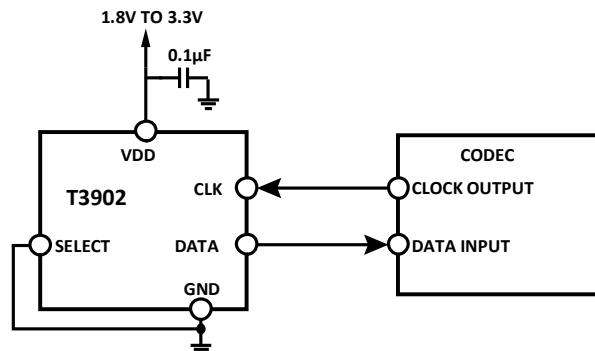 1.8V TO 3.3V
0.1µF
VDD
CODEC
T3902
CLK
CLOCK OUTPUT
SELECT
DATA
DATA INPUT
GND